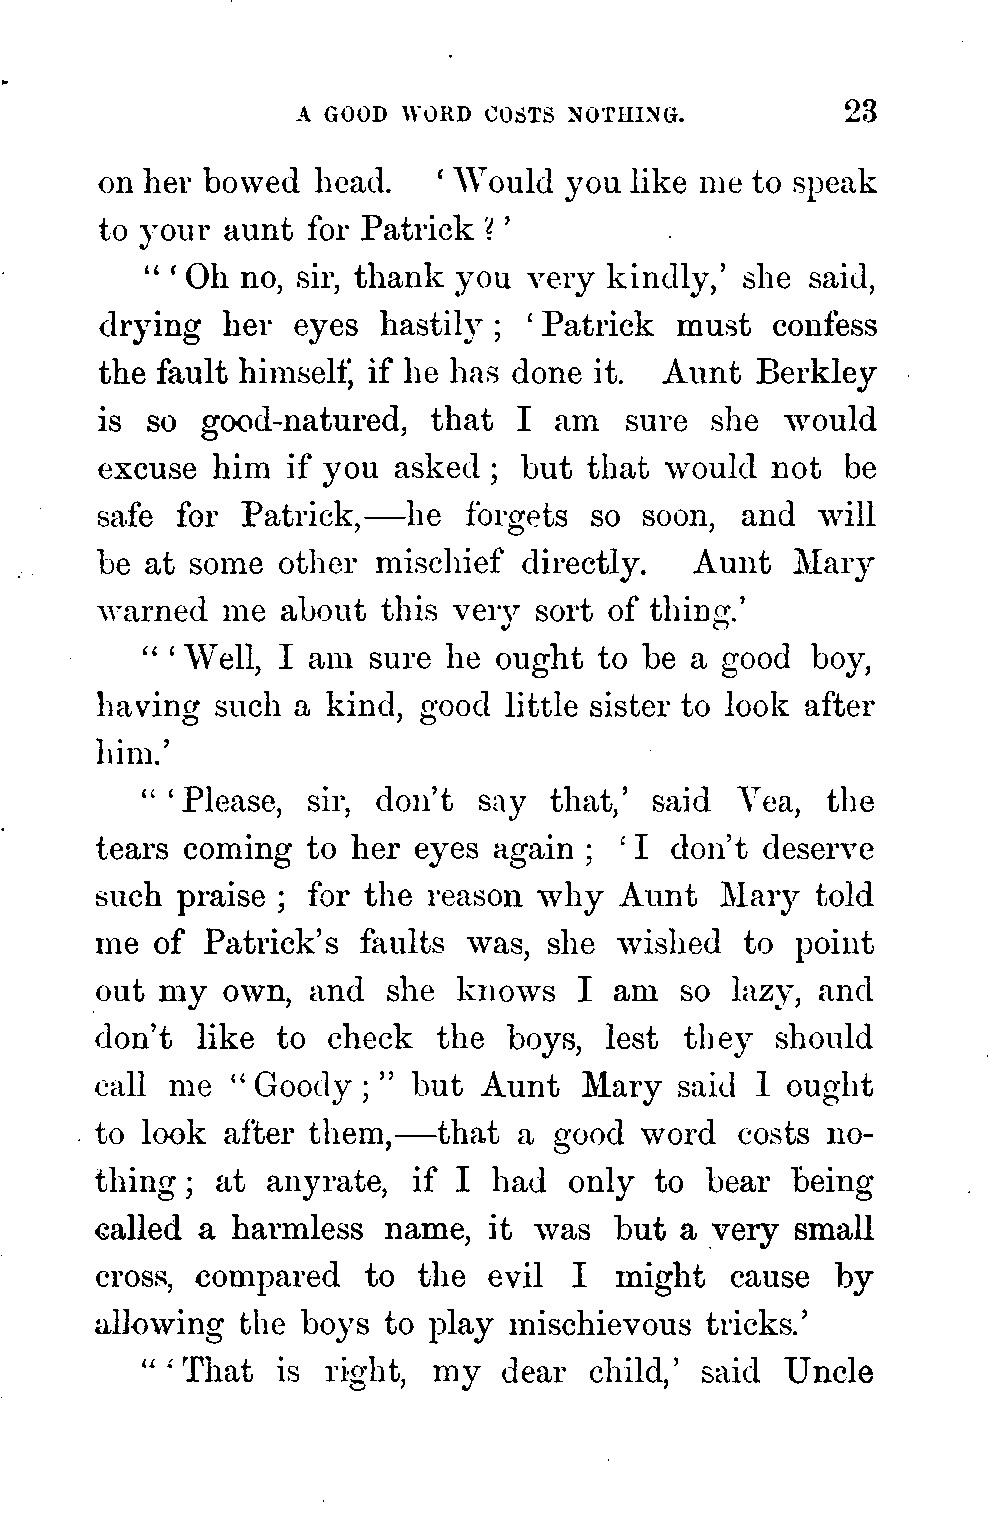 A GOOD WORD COSTS NOTHING. 23
on her bowed head. ‘Would you like me to speak
to your aunt for Patrick?’
“‘Oh no, sir, thank you very kindly,’ she said,
drying her eyes hastily; ‘Patrick must confess
the fault himself, if he has done it. Aunt Berkley
is so good-natured, that I am sure she would
excuse him if you asked; but that would not be
safe for Patrick,—he forgets so soon, and will
be at some other mischief directly. Aunt Mary
warned me about this very sort of thing.’
“‘Well, I am sure he ought to be a good boy,
having such a kind, good little sister to look after
him.’
“‘Please, sir, don’t say that,’ said Vea, the
tears coming to her eyes again; ‘I don’t deserve
such praise; for the reason why Aunt Mary told
me of Patrick’s faults was, she wished to point
out my own, and she knows I am so lazy, and
don’t like to check the boys, lest they should
call me “Goody;” but Aunt Mary said I ought
to look after them,—that a good word costs no-
thing; at anyrate, if I had only to bear being
called a harmless name, it was but a very small
cross, compared to the evil I might cause by
allowing the boys to play mischievous tricks.’
“‘That is right, my dear child,’ said Uncle